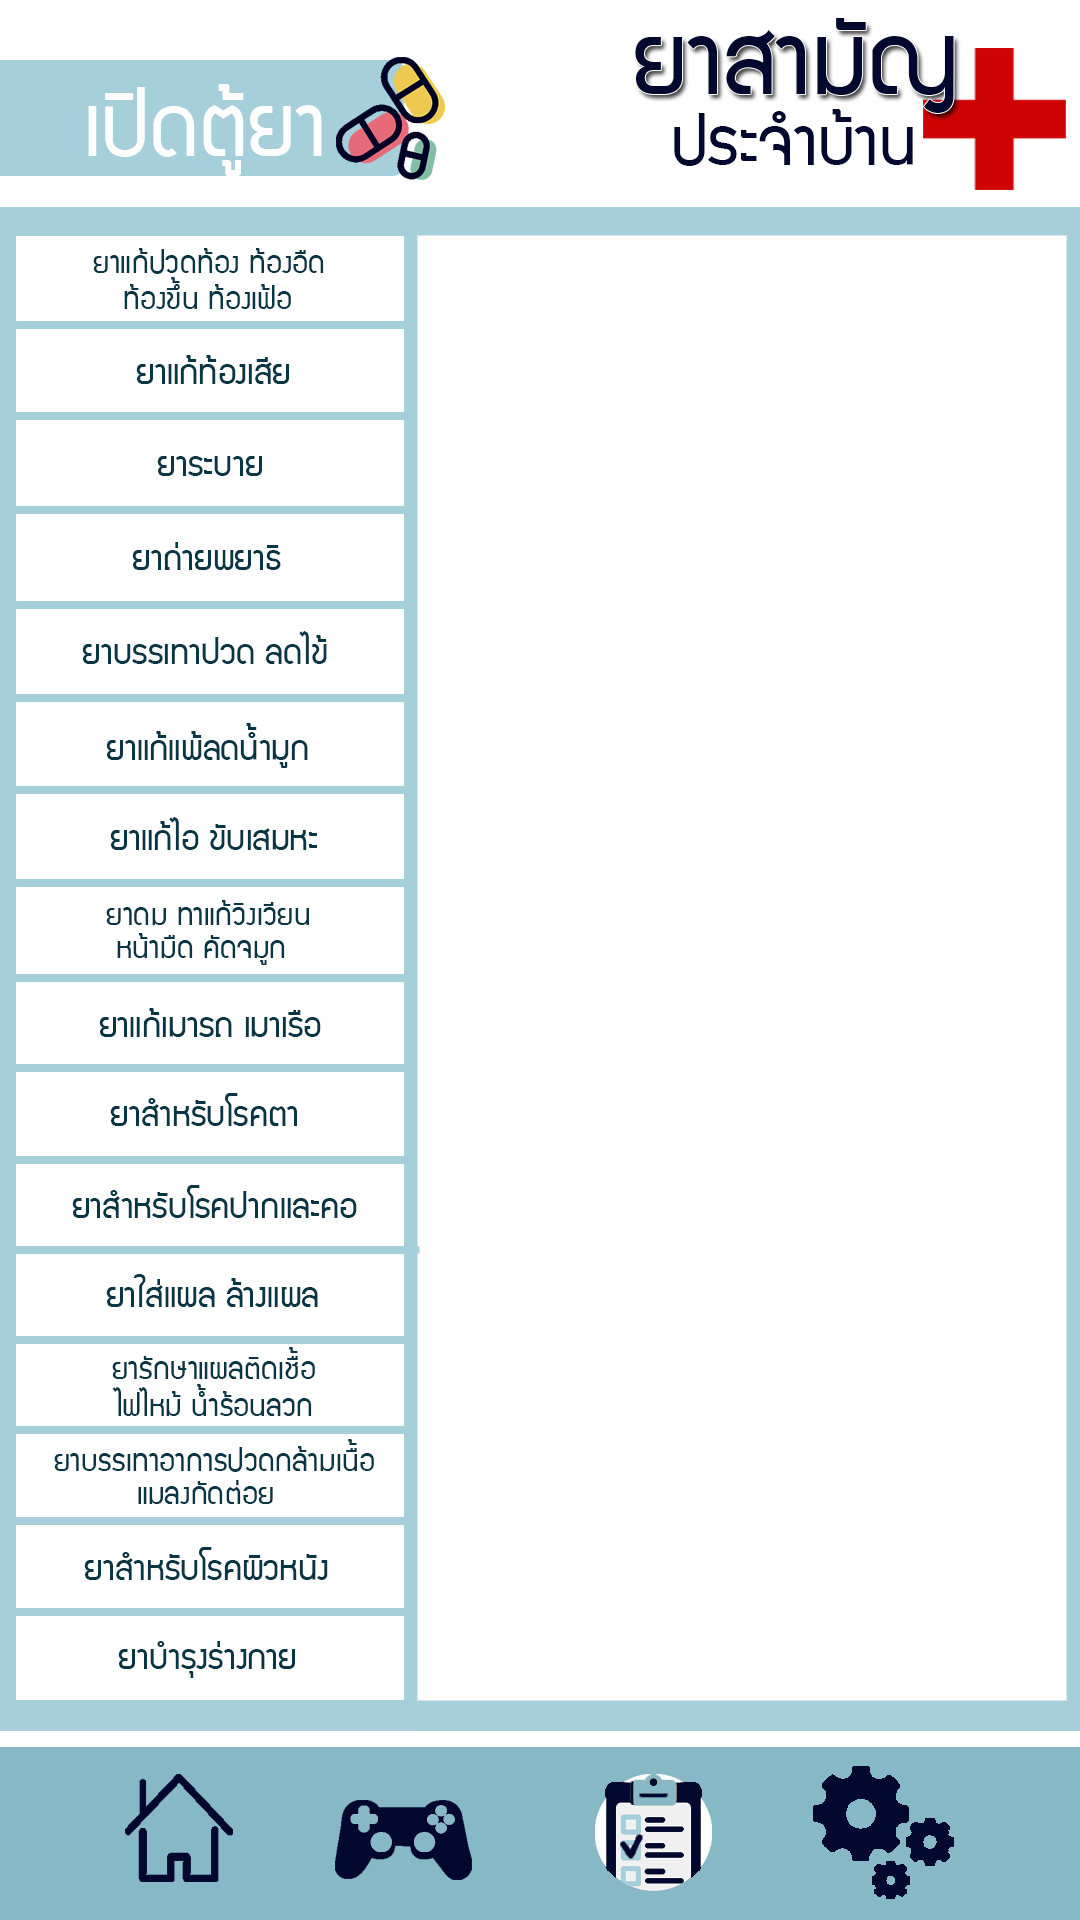 เปิดตู้ยา
ยาสามัญ
ประจำบ้าน
ยาแก้ปวดท้อง ท้องอืด
ท้องขึ้น ท้องเฟ้อ
ยาแก้ท้องเสีย
ยาระบาย
ยาถ่ายพยาธิ
ยาบรรเทาปวด ลดไข้
ยาแก้แพ้ลดน้ำมูก
ยาแก้ไอ ขับเสมหะ
ยาดม ทาแก้วิงเวียน
หน้ามืด คัดจมูก
ยาแก้เมารถ เมาเรือ
ยาสำหรับโรคตา
ยาสำหรับโรคปากและคอ
ยาใส่แผล ล้างแผล
ยารักษาแผลติดเชื้อ
ไฟไหม้ น้ำร้อนลวก
ยาบรรเทาอาการปวดกล้ามเนื้อ
แมลงกัดต่อย
ยาสำหรับโรคผิวหนัง
ยาบำรุงร่างกาย